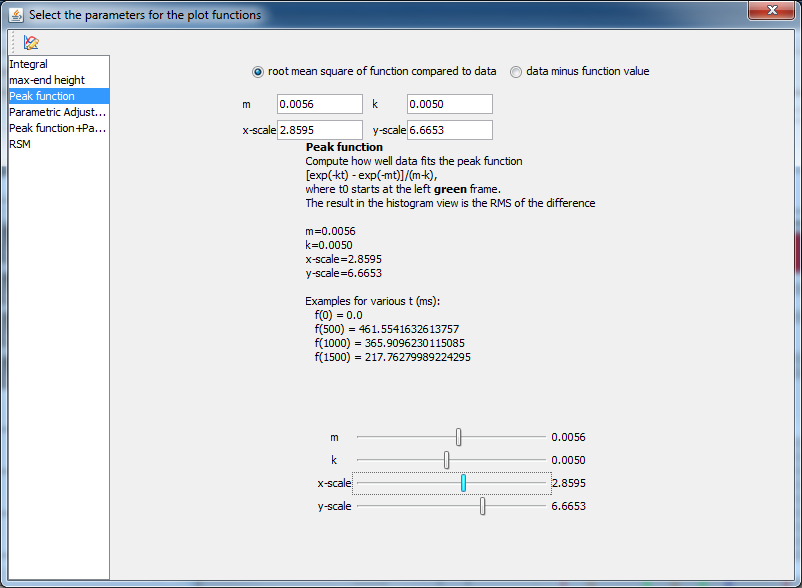 Select the parameters for the plot functions
Integral
max-end height
Peak function
Parametric Adjust...
Peak function+Pa...
RSM
root mean square of function compared to data
data minus function value
m 0.0056 k 0.0050
x-scale 2.8595 y-scale 6.6653
Peak function
Compute how well data fits the peak function
[exp(-kt) - exp(-mt)]/(m-k),
where t0 starts at the left green frame.
The result in the histogram view is the RMS of the difference
m=0.0056
k=0.0050
x-scale=2.8595
y-scale=6.6653
Examples for various t (ms):
f(0) = 0.0
f(500) = 461.5541632613757
f(1000) = 365.9096230115085
f(1500) = 217.76279989224295
m 0.0056
k 0.0050
x-scale 2.8595
y-scale 6.6653